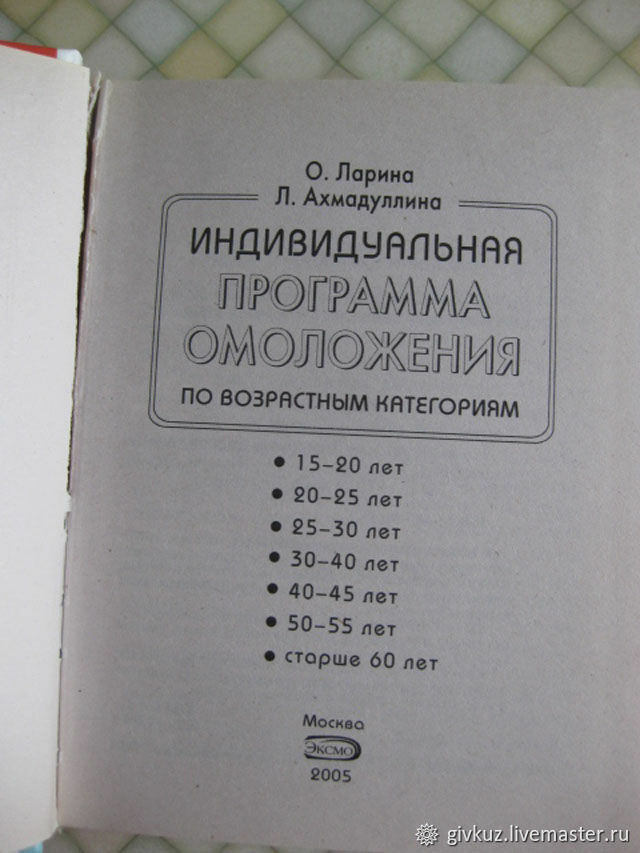 О. Ларина
Л. Ахмадуллина
ИНДИВИДУАЛЬНАЯ
ПРОГРАММА
ОМОЛОЖЕНИЯ
ПО ВОЗРАСТНЫМ КАТЕГОРИЯМ
• 15–20 лет
• 20–25 лет
• 25–30 лет
• 30–40 лет
• 40–45 лет
• 50–55 лет
• старше 60 лет
Москва
ЭКСМО
2005
givkuz.livemaster.ru